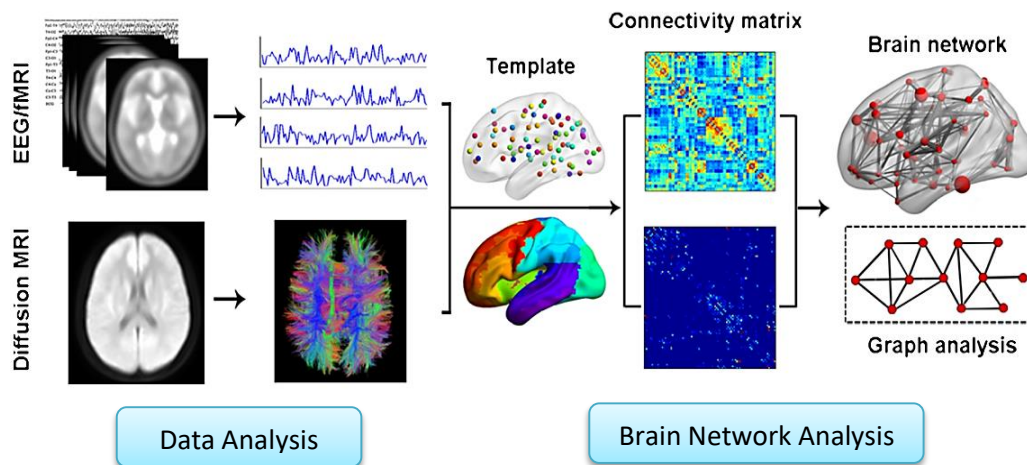 Connectivity matrix
Brain network
Template
EEG/fMRI
Diffusion MRI
Graph analysis
Data Analysis
Brain Network Analysis